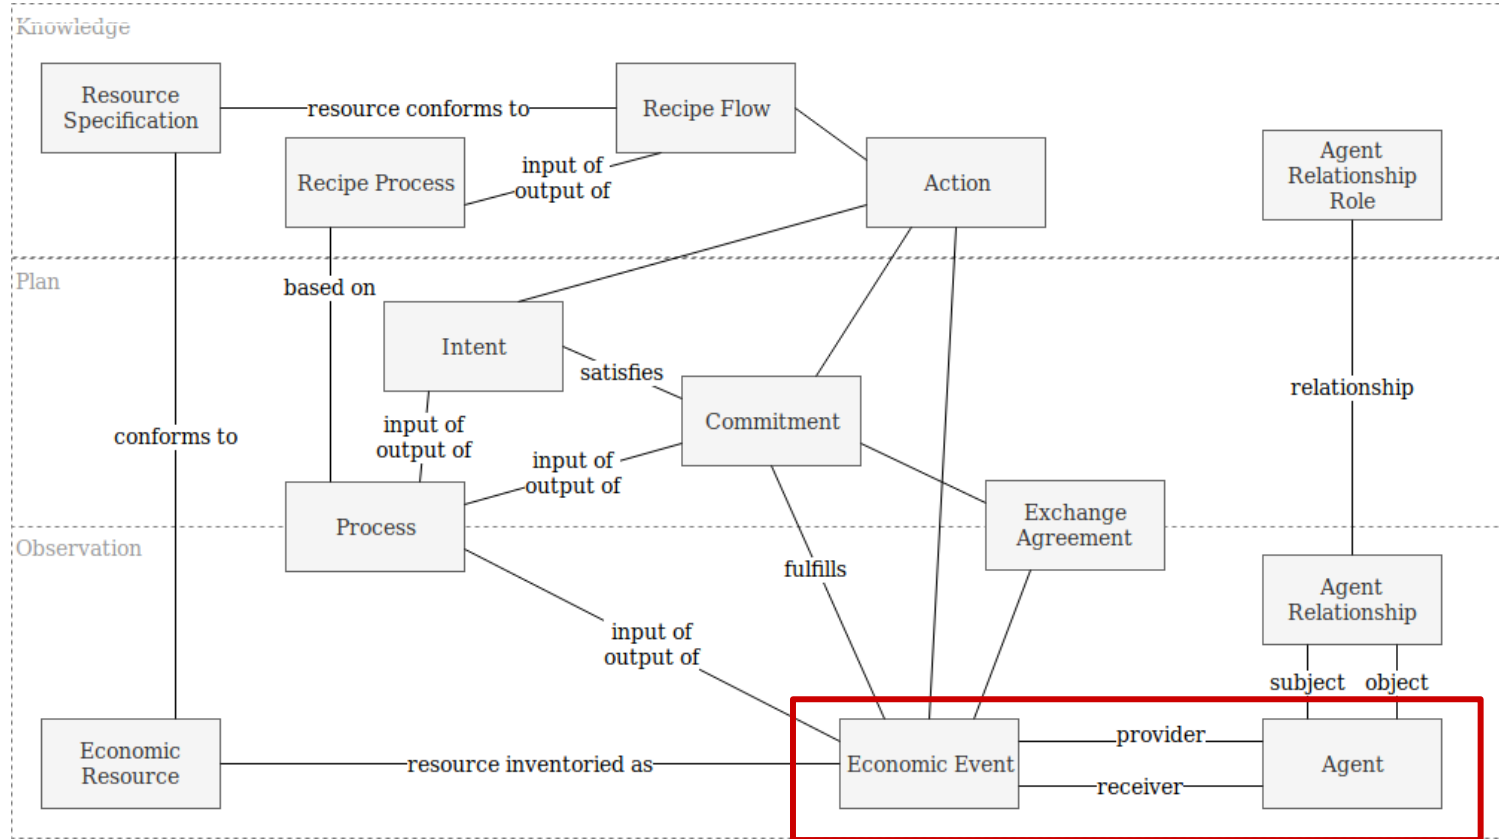 Knowledge
Resource
Specification
resource conforms to
Recipe Flow
Recipe Process
input of
output of
Action
Agent
Relationship
Role
Plan
based on
Intent
satisfies
Commitment
relationship
conforms to
input of
output of
input of
output of
Process
Exchange
Agreement
Observation
fulfills
Agent
Relationship
input of
output of
subject
object
Economic
Resource
resource inventoried as
Economic Event
provider
receiver
Agent